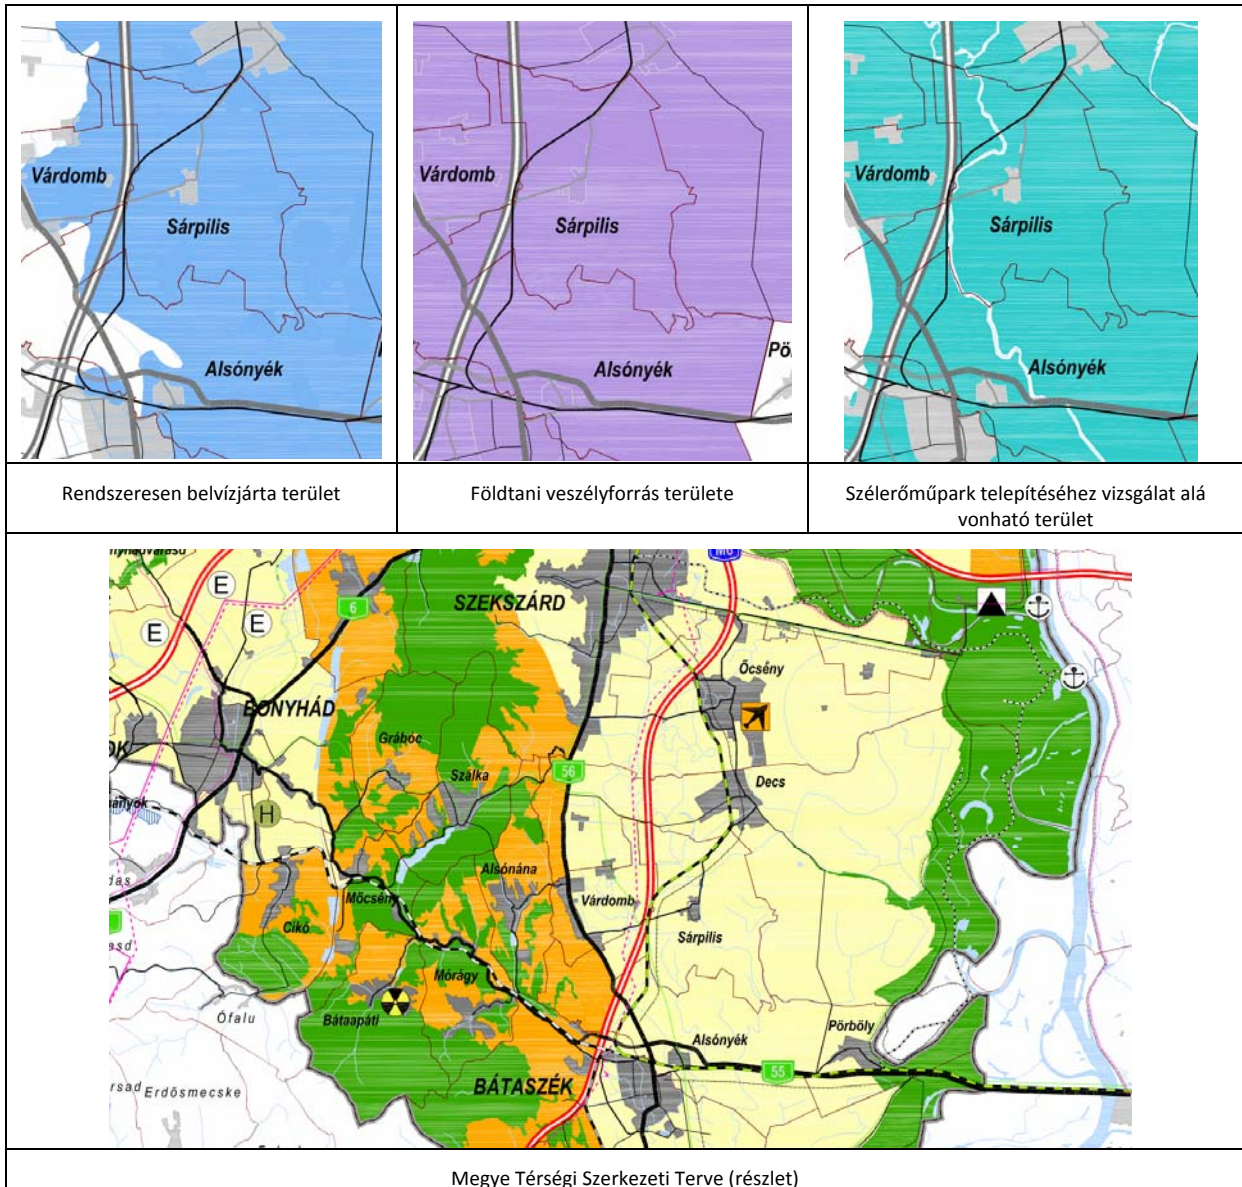 Várdomb
Sárpilis
Alsónyék
Várdomb
Sárpilis
Alsónyék
Várdomb
Sárpilis
Alsónyék
Rendszeresen belvízjárta terület
Földtani veszélyforrás területe
Szélerőműpark telepítéséhez vizsgálat alá
vonható terület
M6
E
E
E
6
SZEKSZÁRD
Őcsény
BONYHÁD
Grábóc
Szálka
56
Decs
H
Alsónána
Várdomb
Mőcsény
Cikó
Sárpilis
Mórágy
Ófalu
Bátaapáti
Alsónyék
Pörböly
55
BÁTASZÉK
Erdősmecske
Megye Térségi Szerkezeti Terve (részlet)